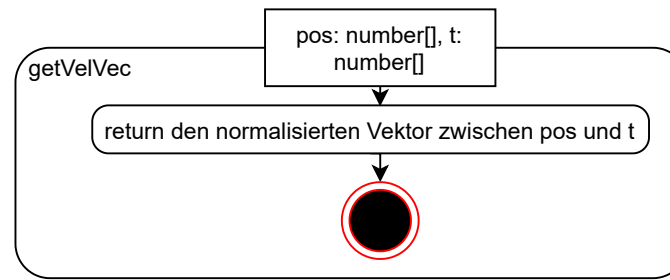 pos: number[], t:
number[]
getVelVec
return den normalisierten Vektor zwischen pos und t